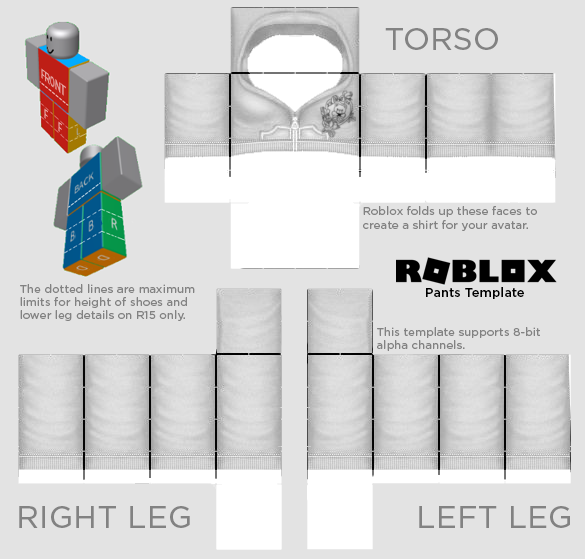 TORSO
FRONT
F
F
L
BACK
B
B
R
Roblox folds up these faces to
create a shirt for your avatar.
The dotted lines are maximum
limits for height of shoes and
lower leg details on R15 only.
ROBLOX
Pants Template
This template supports 8-bit
alpha channels.
RIGHT LEG
LEFT LEG